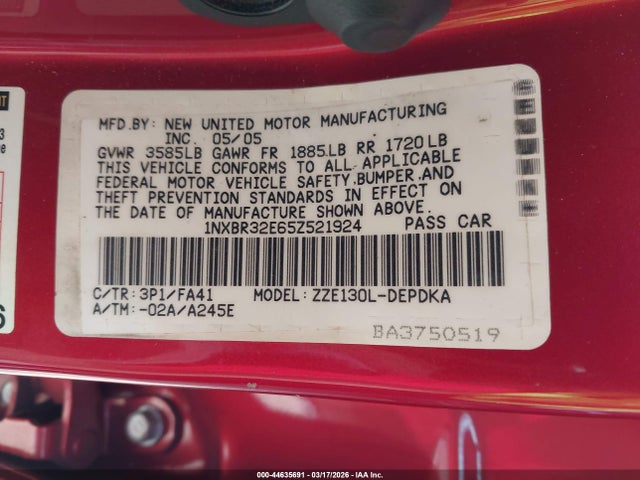 MFD.BY: NEW UNITED MOTOR MANUFACTURING
INC. 05/05
GVWR 3585LB GAWR FR 1885LB RR 1720LB
THIS VEHICLE CONFORMS TO ALL APPLICABLE
FEDERAL MOTOR VEHICLE SAFETY,BUMPER,AND
THEFT PREVENTION STANDARDS IN EFFECT ON
THE DATE OF MANUFACTURE SHOWN ABOVE.
1NXBR32E65Z521924 PASS CAR
C/TR: 3P1/FA41 MODEL: ZZE130L-DEPDKA
A/TM: -02A/A245E
BA3750519
000-44635691 - 03/17/2026 - IAA Inc.